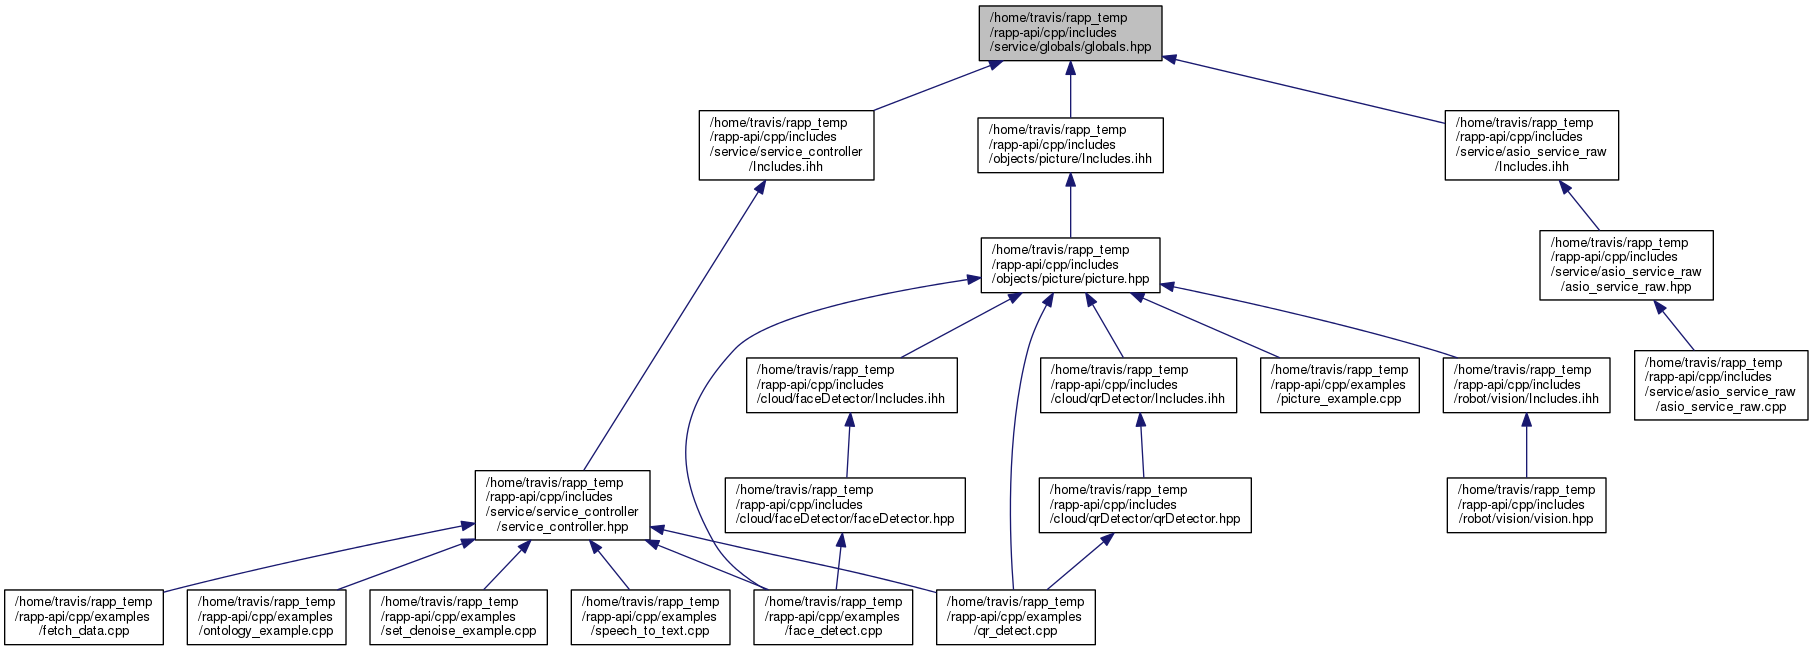 /home/travis/rapp_temp
/rapp-api/cpp/includes
/service/globals/globals.hpp
/home/travis/rapp_temp
/rapp-api/cpp/includes
/service/service_controller
/Includes.ihh
/home/travis/rapp_temp
/rapp-api/cpp/includes
/objects/picture/Includes.ihh
/home/travis/rapp_temp
/rapp-api/cpp/includes
/service/asio_service_raw
/Includes.ihh
/home/travis/rapp_temp
/rapp-api/cpp/includes
/objects/picture/picture.hpp
/home/travis/rapp_temp
/rapp-api/cpp/includes
/service/asio_service_raw
/asio_service_raw.hpp
/home/travis/rapp_temp
/rapp-api/cpp/includes
/cloud/faceDetector/Includes.ihh
/home/travis/rapp_temp
/rapp-api/cpp/includes
/cloud/qrDetector/Includes.ihh
/home/travis/rapp_temp
/rapp-api/cpp/examples
/picture_example.cpp
/home/travis/rapp_temp
/rapp-api/cpp/includes
/robot/vision/Includes.ihh
/home/travis/rapp_temp
/rapp-api/cpp/includes
/service/asio_service_raw
/asio_service_raw.cpp
/home/travis/rapp_temp
/rapp-api/cpp/includes
/service/service_controller
/service_controller.hpp
/home/travis/rapp_temp
/rapp-api/cpp/includes
/cloud/faceDetector/faceDetector.hpp
/home/travis/rapp_temp
/rapp-api/cpp/includes
/cloud/qrDetector/qrDetector.hpp
/home/travis/rapp_temp
/rapp-api/cpp/includes
/robot/vision/vision.hpp
/home/travis/rapp_temp
/rapp-api/cpp/examples
/fetch_data.cpp
/home/travis/rapp_temp
/rapp-api/cpp/examples
/ontology_example.cpp
/home/travis/rapp_temp
/rapp-api/cpp/examples
/set_denoise_example.cpp
/home/travis/rapp_temp
/rapp-api/cpp/examples
/speech_to_text.cpp
/home/travis/rapp_temp
/rapp-api/cpp/examples
/face_detect.cpp
/home/travis/rapp_temp
/rapp-api/cpp/examples
/qr_detect.cpp